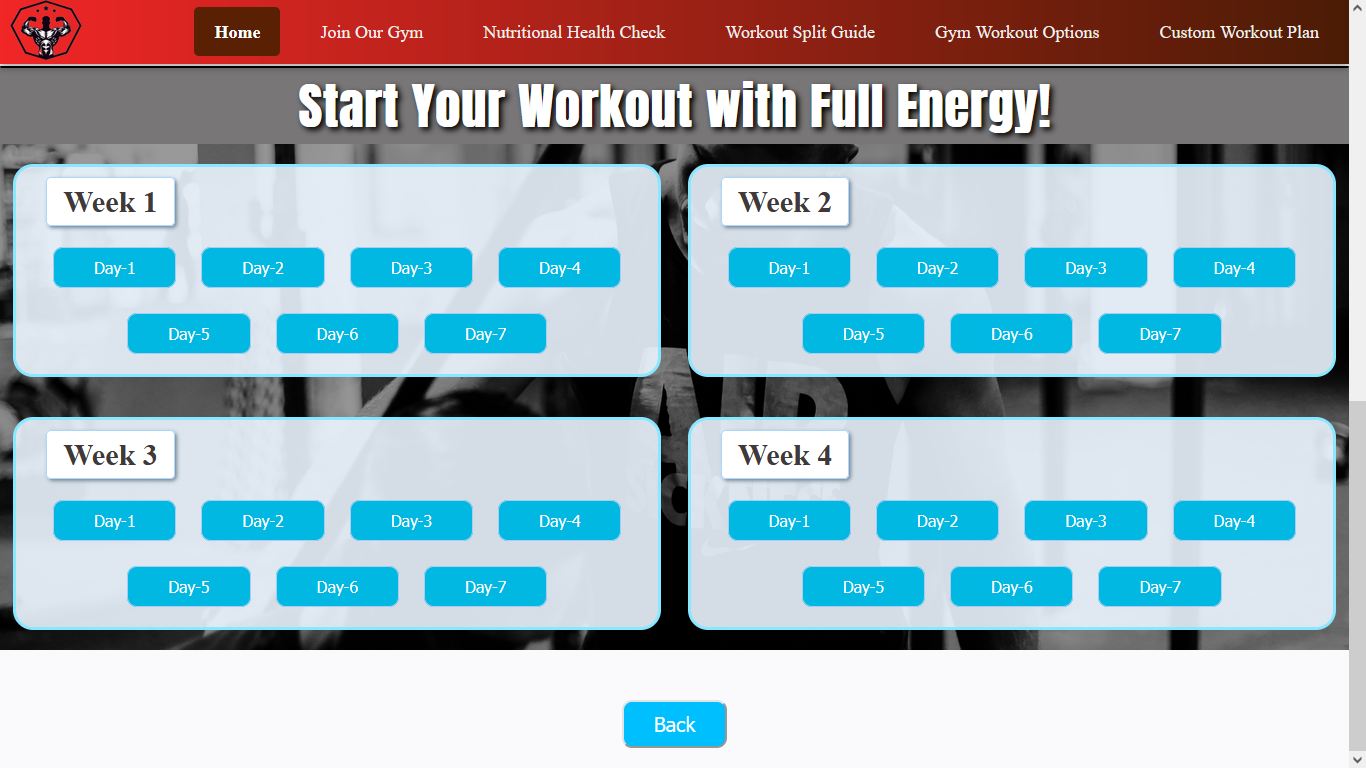 Home Join Our Gym Nutritional Health Check Workout Split Guide Gym Workout Options Custom Workout Plan
Start Your Workout with Full Energy!
Week 1
Day-1 Day-2 Day-3 Day-4
Day-5 Day-6 Day-7
Week 2
Day-1 Day-2 Day-3 Day-4
Day-5 Day-6 Day-7
Week 3
Day-1 Day-2 Day-3 Day-4
Day-5 Day-6 Day-7
Week 4
Day-1 Day-2 Day-3 Day-4
Day-5 Day-6 Day-7
Back